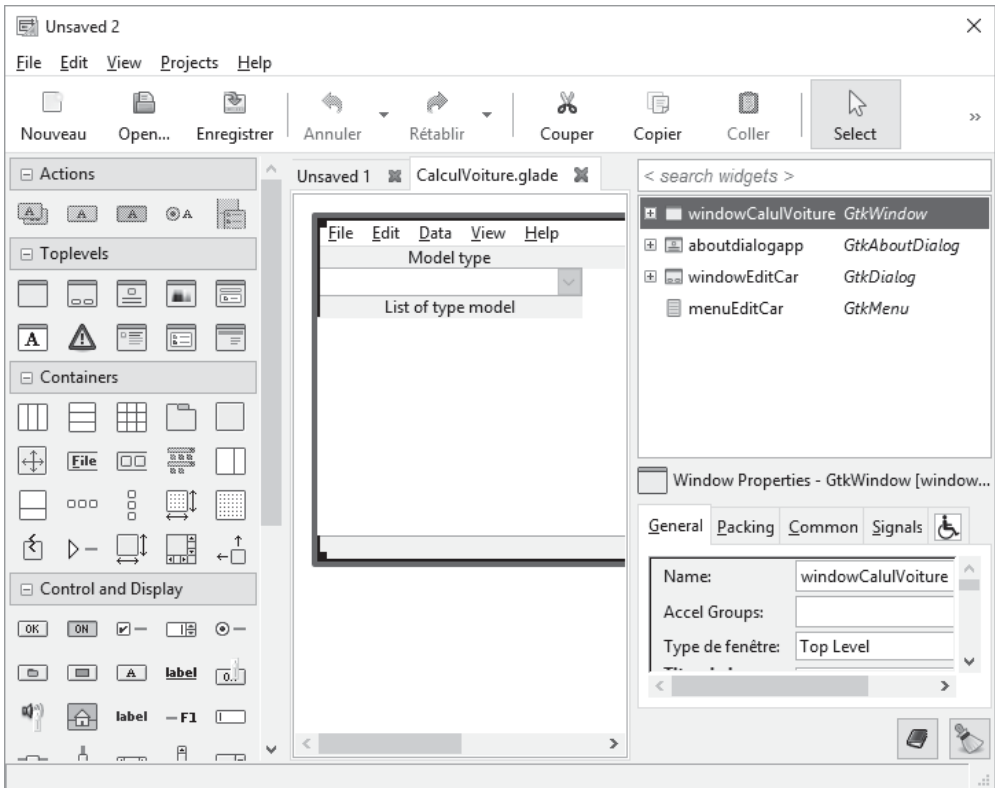 Unsaved 2
File Edit View Projects Help
Nouveau Open... Enregistrer Annuler Rétablir Couper Copier Coller Select »
Actions
A A A A
Toplevels
A
Containers
File
Control and Display
OK ON
A label 0..
label F1
Unsaved 1 CalculVoiture.glade
File Edit Data View Help
Model type
List of type model
< search widgets >
windowCalulVoiture GtkWindow
aboutdialogapp GtkAboutDialog
windowEditCar GtkDialog
menuEditCar GtkMenu
Window Properties - GtkWindow [window...
General Packing Common Signals
Name: windowCalulVoiture
Accel Groups:
Type de fenêtre: Top Level